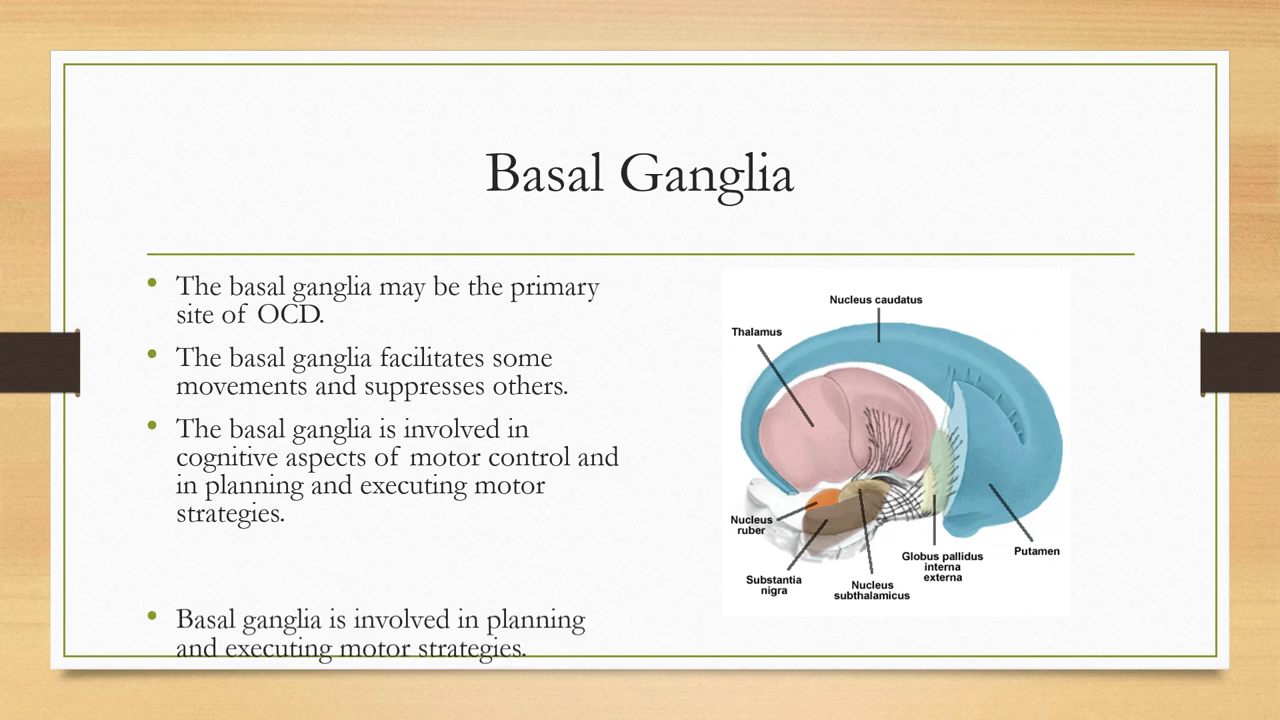 Basal Ganglia
• The basal ganglia may be the primary
site of OCD.
• The basal ganglia facilitates some
movements and suppresses others.
• The basal ganglia is involved in
cognitive aspects of motor control and
in planning and executing motor
strategies.
• Basal ganglia is involved in planning
and executing motor strategies.
Nucleus caudatus
Thalamus
Nucleus
ruber
Substantia
nigra
Nucleus
subthalamicus
Globus pallidus
interna
externa
Putamen